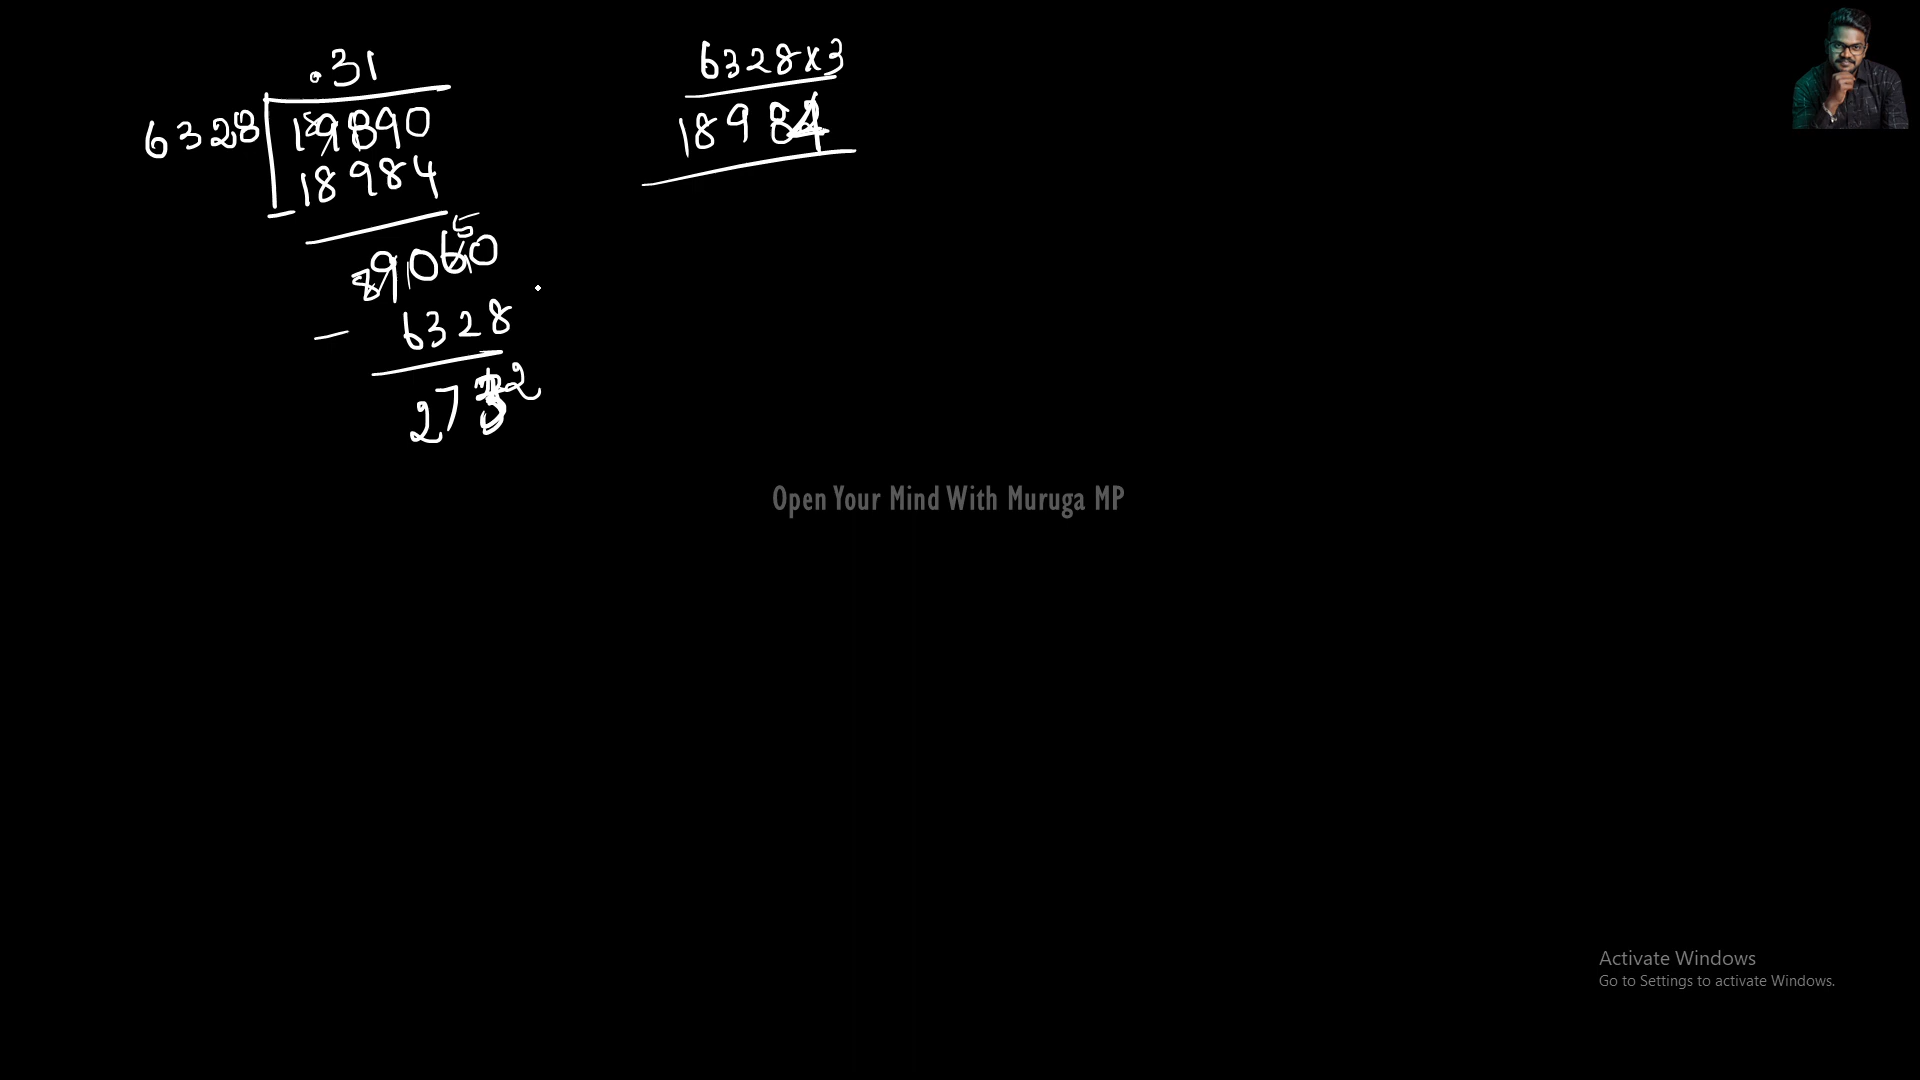 .31
6328 19890
18984
9060
- 6328
2732
6328x3
18984
Open Your Mind With Muruga MP
Activate Windows
Go to Settings to activate Windows.